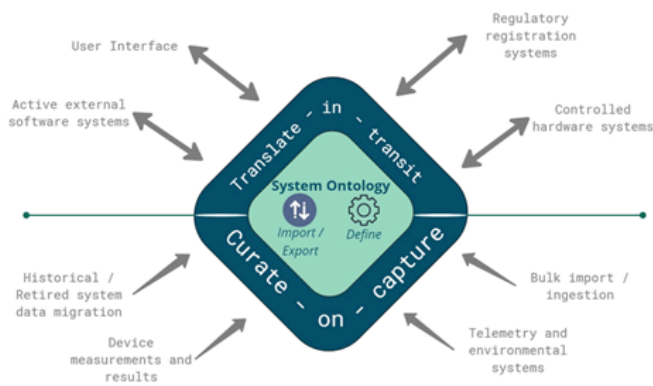 User Interface
Regulatory
registration
systems
Active external
software systems
Controlled
hardware systems
Translate - in - transit
System Ontology
Import /
Export
Define
Curate - on - capture
Historical /
Retired system
data migration
Bulk import /
ingestion
Device
measurements and
results
Telemetry and
environmental
systems